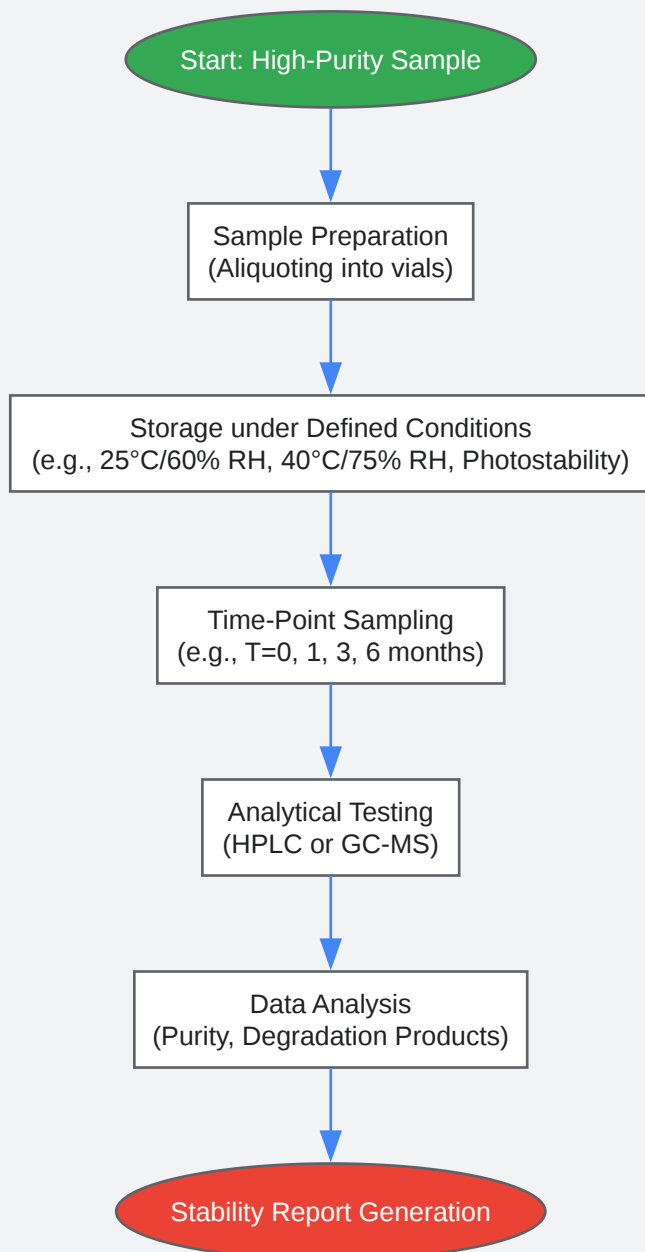 Start: High-Purity Sample
Sample Preparation
(Aliquoting into vials)
Storage under Defined Conditions
(e.g., 25°C/60% RH, 40°C/75% RH, Photostability)
Time-Point Sampling
(e.g., T=0, 1, 3, 6 months)
Analytical Testing
(HPLC or GC-MS)
Data Analysis
(Purity, Degradation Products)
Stability Report Generation